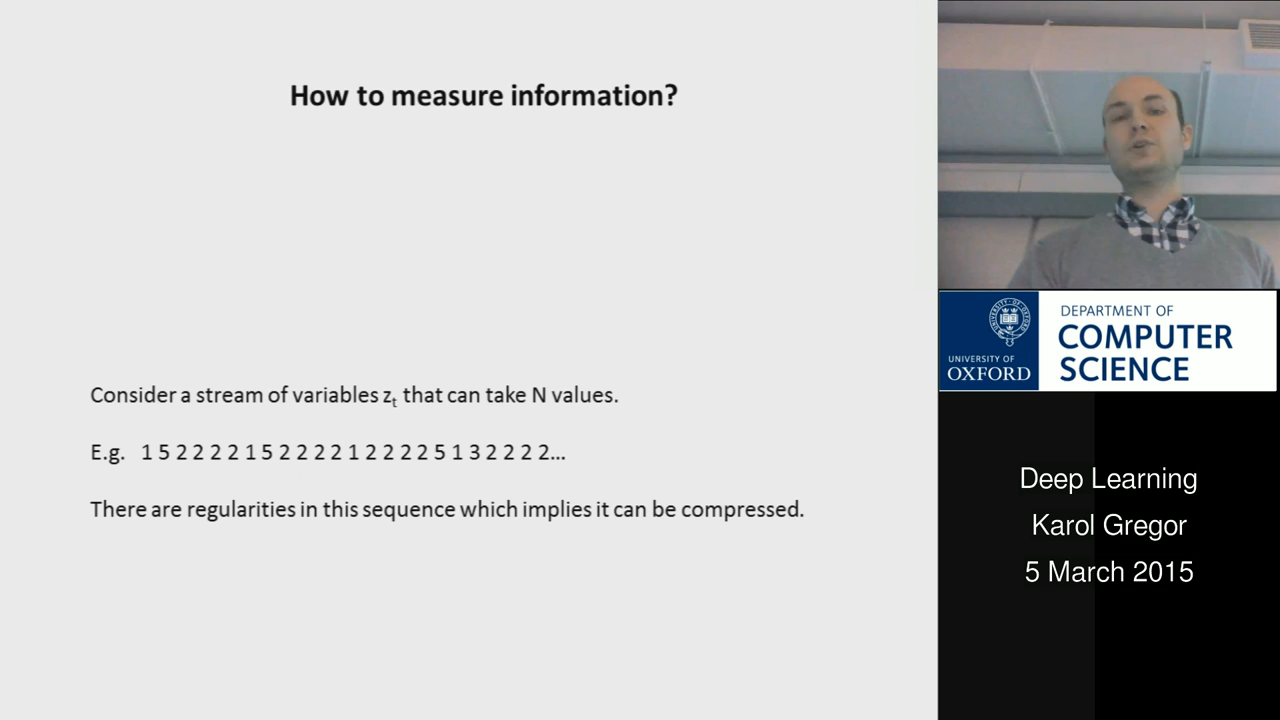 How to measure information?
Consider a stream of variables zt that can take N values.
E.g. 1 5 2 2 2 2 1 5 2 2 2 2 1 2 2 2 2 5 1 3 2 2 2 2...
There are regularities in this sequence which implies it can be compressed.
UNIVERSITY OF
OXFORD
DEPARTMENT OF
COMPUTER
SCIENCE
Deep Learning
Karol Gregor
5 March 2015